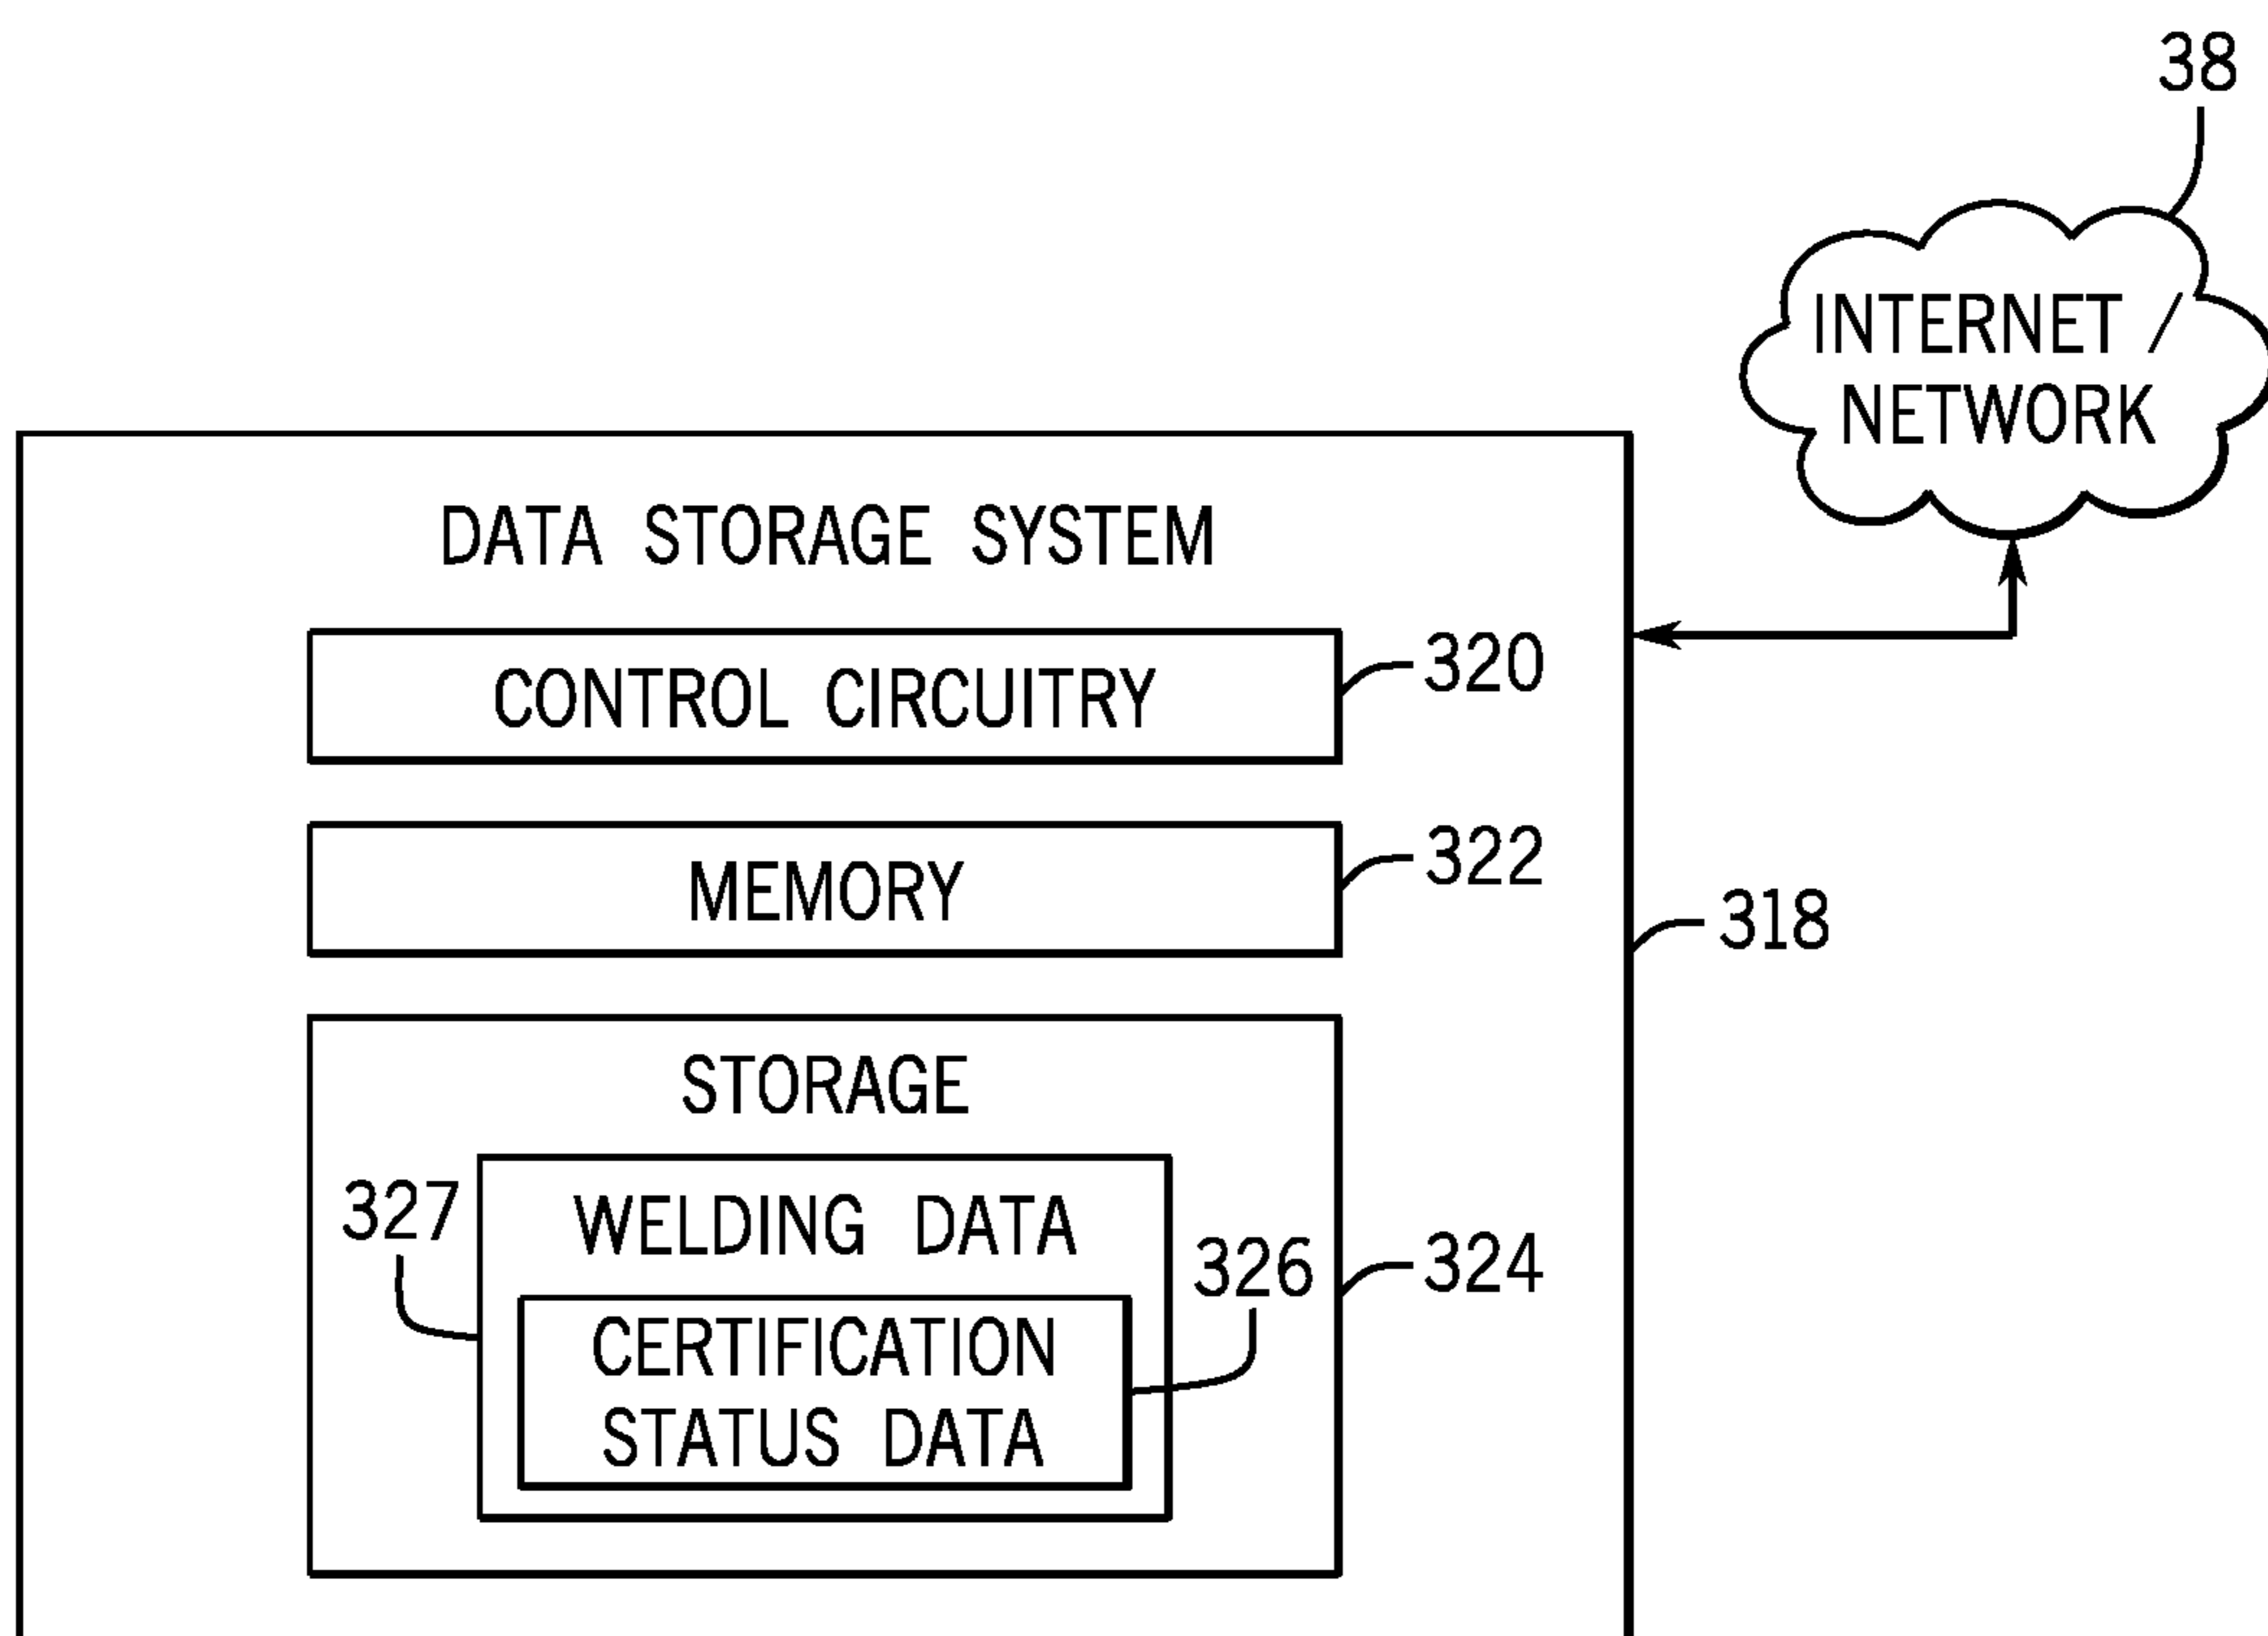 38
INTERNET /
NETWORK
DATA STORAGE SYSTEM
CONTROL CIRCUITRY
320
MEMORY
322
318
STORAGE
327
WELDING DATA
326
324
CERTIFICATION
STATUS DATA